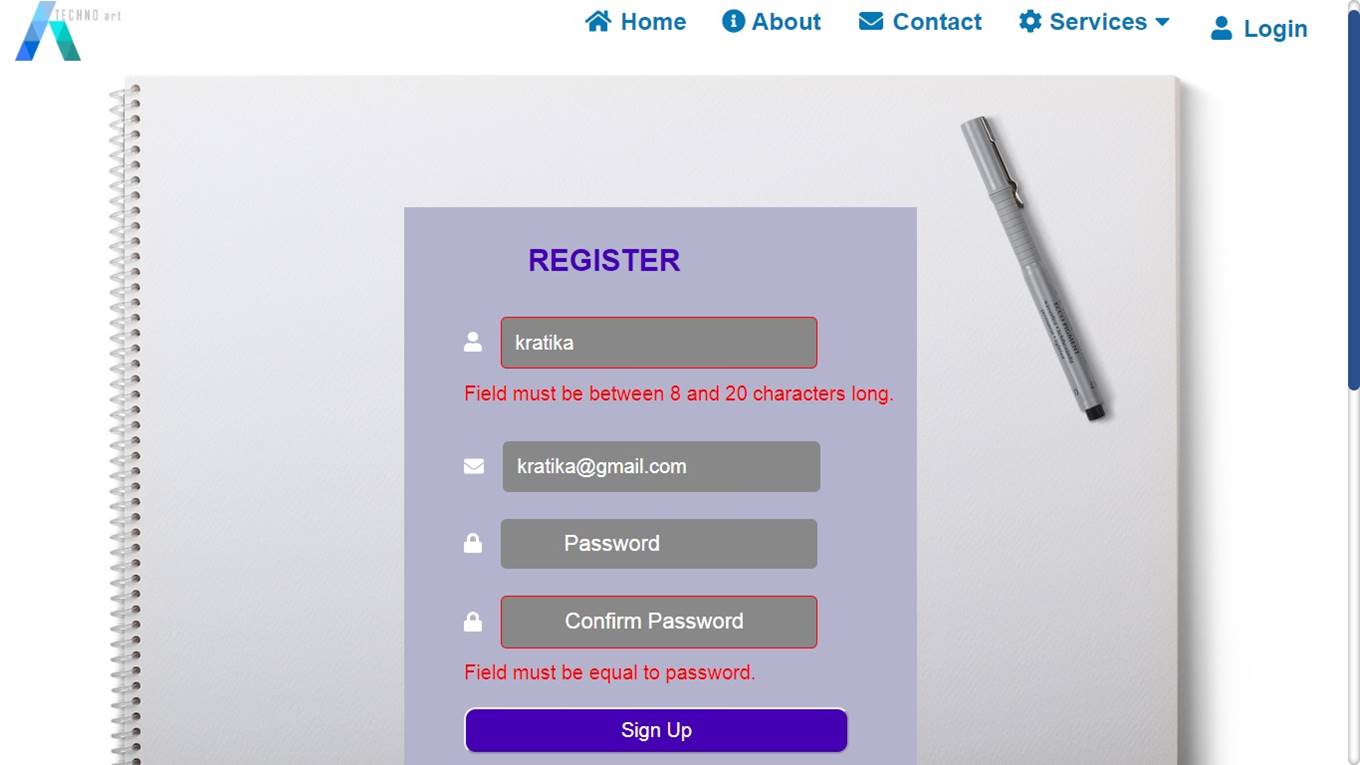 TECHNO art
Home About Contact Services Login
REGISTER
kratika
Field must be between 8 and 20 characters long.
kratika@gmail.com
Password
Confirm Password
Field must be equal to password.
Sign Up